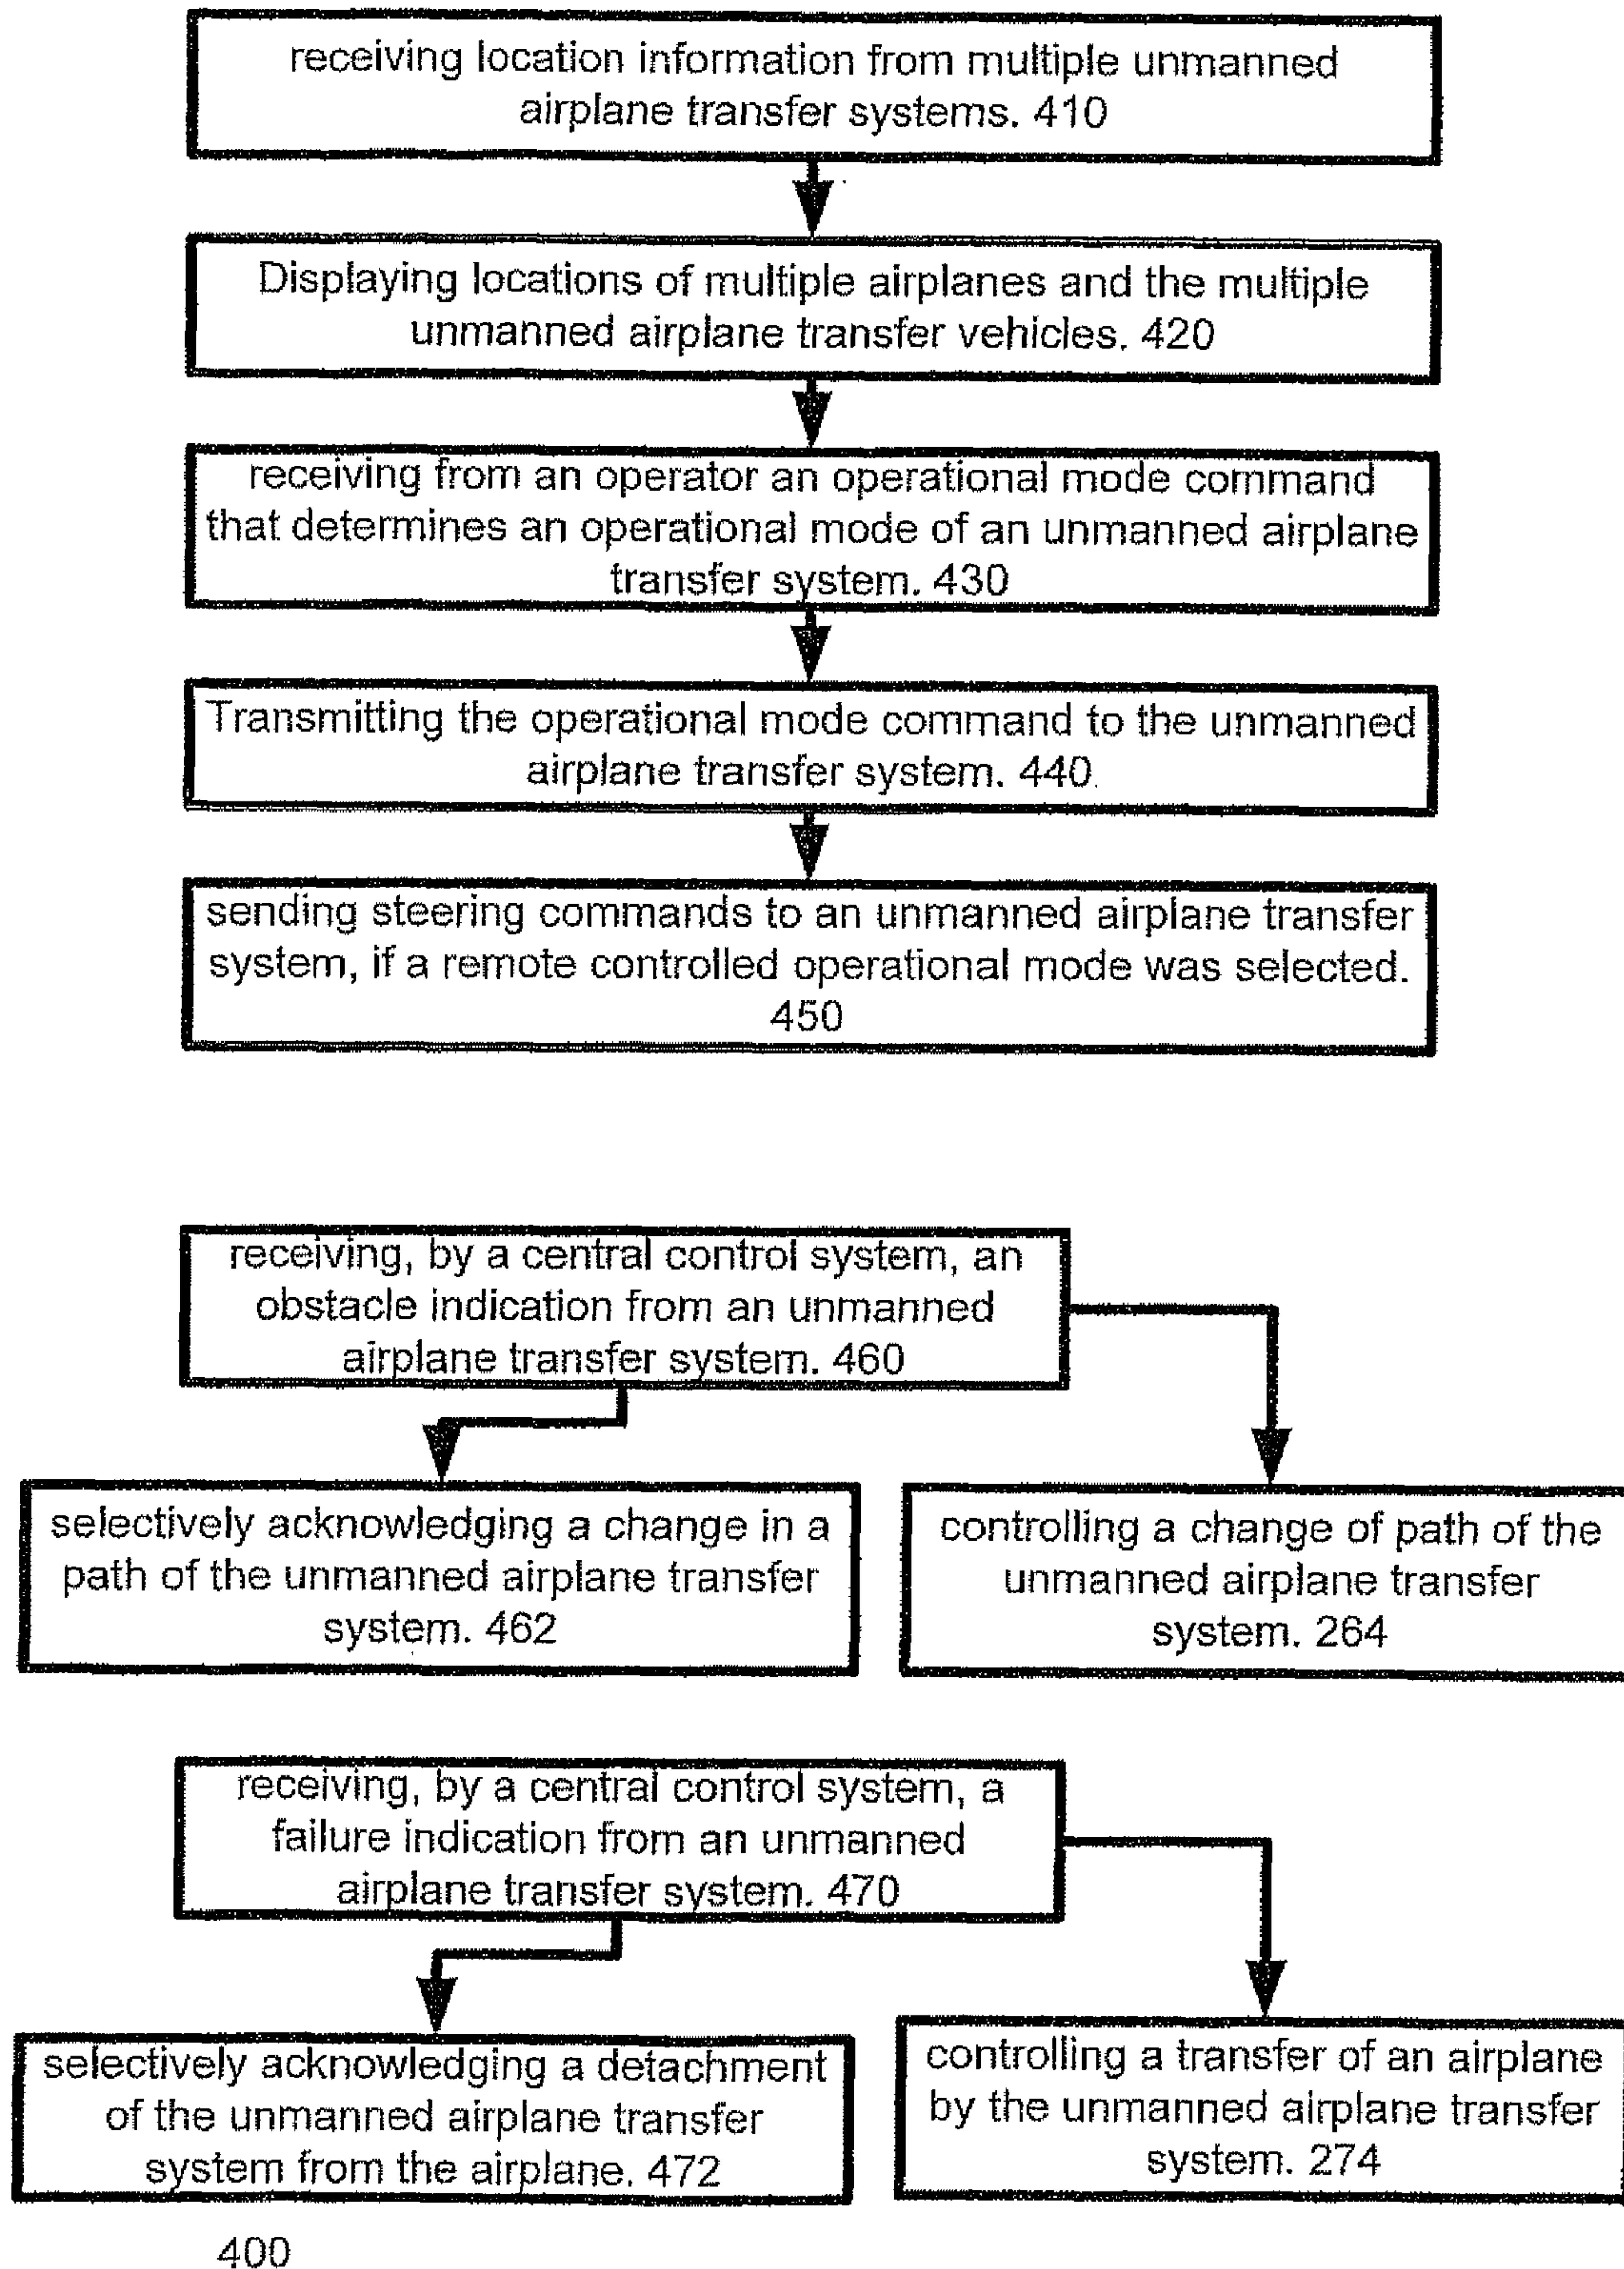 receiving location information from multiple unmanned
airplane transfer systems. 410
Displaying locations of multiple airplanes and the multiple
unmanned airplane transfer vehicles. 420
receiving from an operator an operational mode command
that determines an operational mode of an unmanned airplane
transfer system. 430
Transmitting the operational mode command to the unmanned
airplane transfer system. 440
sending steering commands to an unmanned airplane transfer
system, if a remote controlled operational mode was selected.
450
receiving, by a central control system, an
obstacle indication from an unmanned
airplane transfer system. 460
selectively acknowledging a change in a
path of the unmanned airplane transfer
system. 462
controlling a change of path of the
unmanned airplane transfer
system. 264
receiving, by a central control system, a
failure indication from an unmanned
airplane transfer system. 470
selectively acknowledging a detachment
of the unmanned airplane transfer
system from the airplane. 472
controlling a transfer of an airplane
by the unmanned airplane transfer
system. 274
400